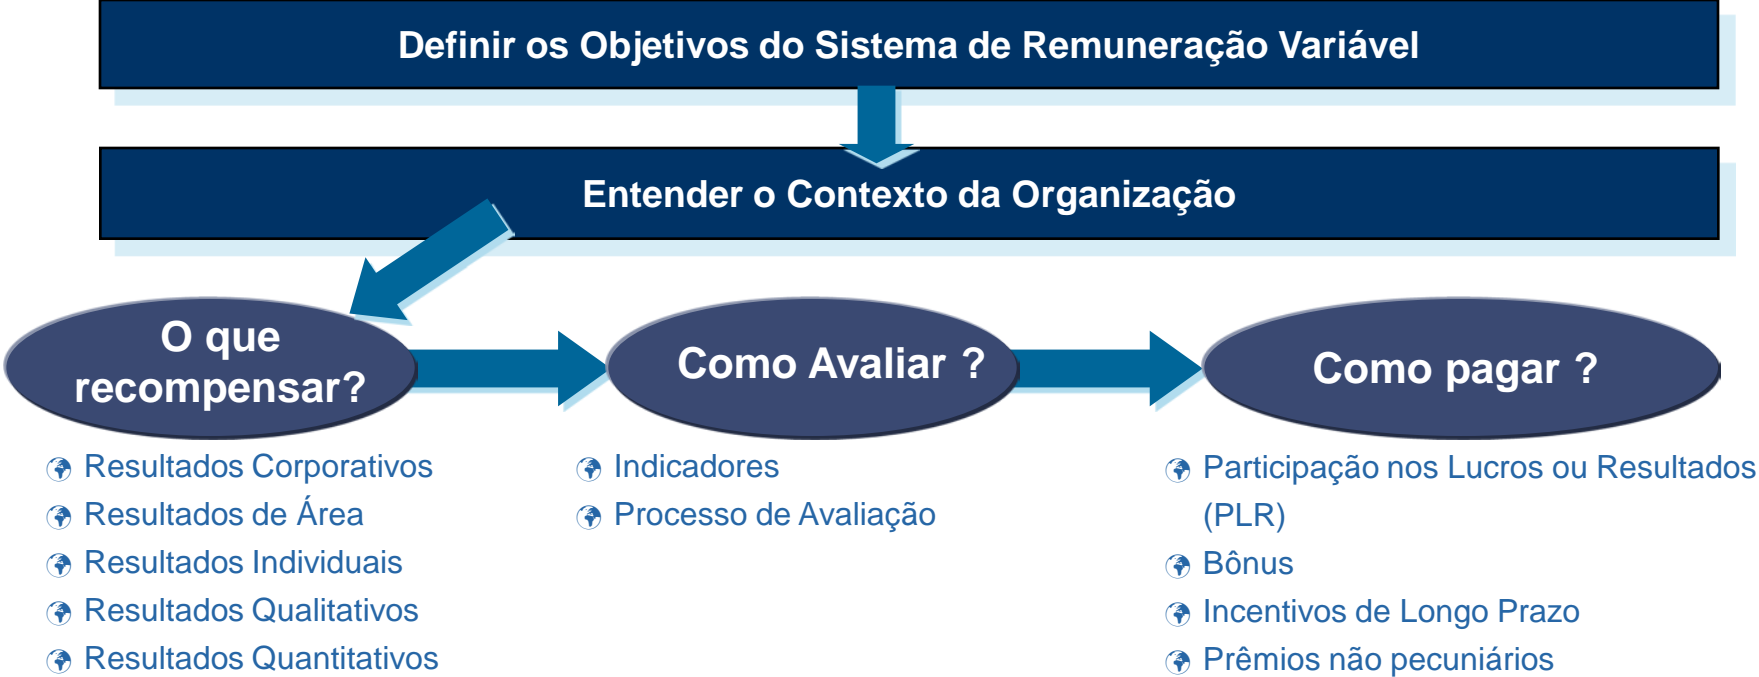 Definir os Objetivos do Sistema de Remuneração Variável
Entender o Contexto da Organização
O que
recompensar?
Como Avaliar ?
Como pagar ?
Resultados Corporativos
Resultados de Área
Resultados Individuais
Resultados Qualitativos
Resultados Quantitativos
Indicadores
Processo de Avaliação
Participação nos Lucros ou Resultados
(PLR)
Bônus
Incentivos de Longo Prazo
Prêmios não pecuniários